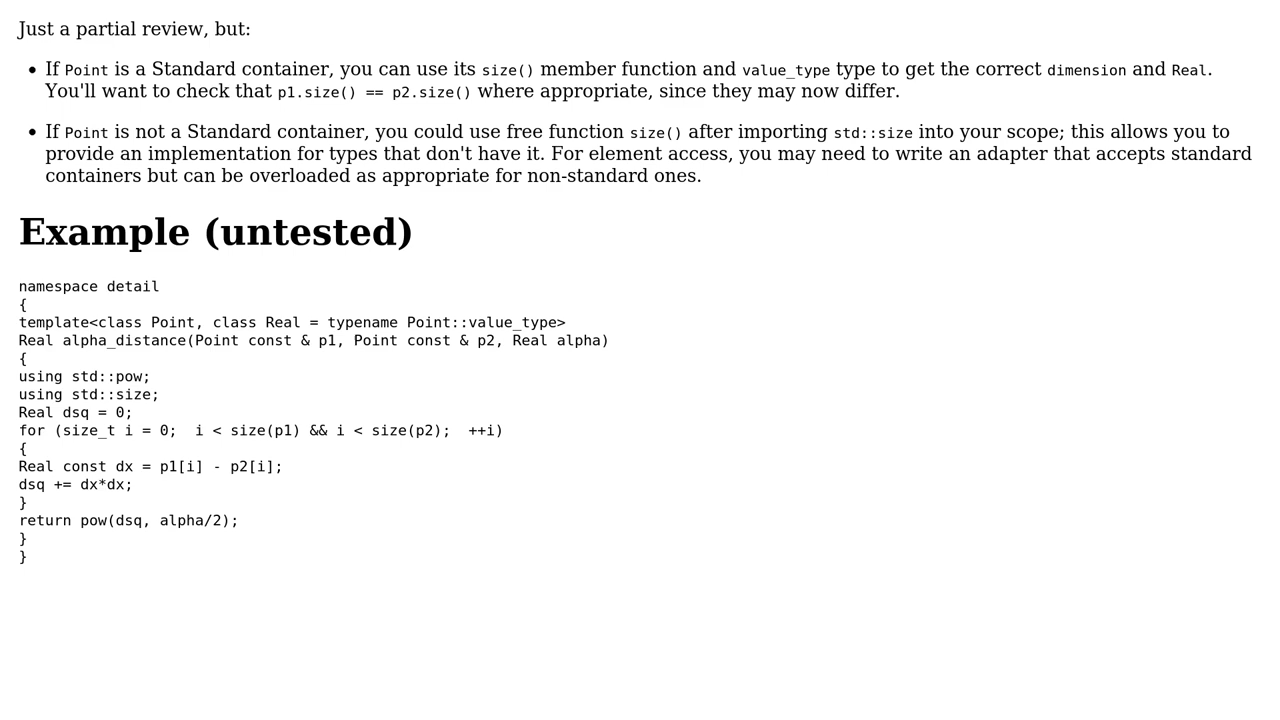 Just a partial review, but:
• If Point is a Standard container, you can use its size() member function and value_type type to get the correct dimension and Real.
You'll want to check that p1.size() == p2.size() where appropriate, since they may now differ.
• If Point is not a Standard container, you could use free function size() after importing std::size into your scope; this allows you to
provide an implementation for types that don't have it. For element access, you may need to write an adapter that accepts standard
containers but can be overloaded as appropriate for non-standard ones.
Example (untested)
namespace detail
{
template<class Point, class Real = typename Point::value_type>
Real alpha_distance(Point const & p1, Point const & p2, Real alpha)
{
using std::pow;
using std::size;
Real dsq = 0;
for (size_t i = 0;  i < size(p1) && i < size(p2);  ++i)
{
Real const dx = p1[i] - p2[i];
dsq += dx*dx;
}
return pow(dsq, alpha/2);
}
}